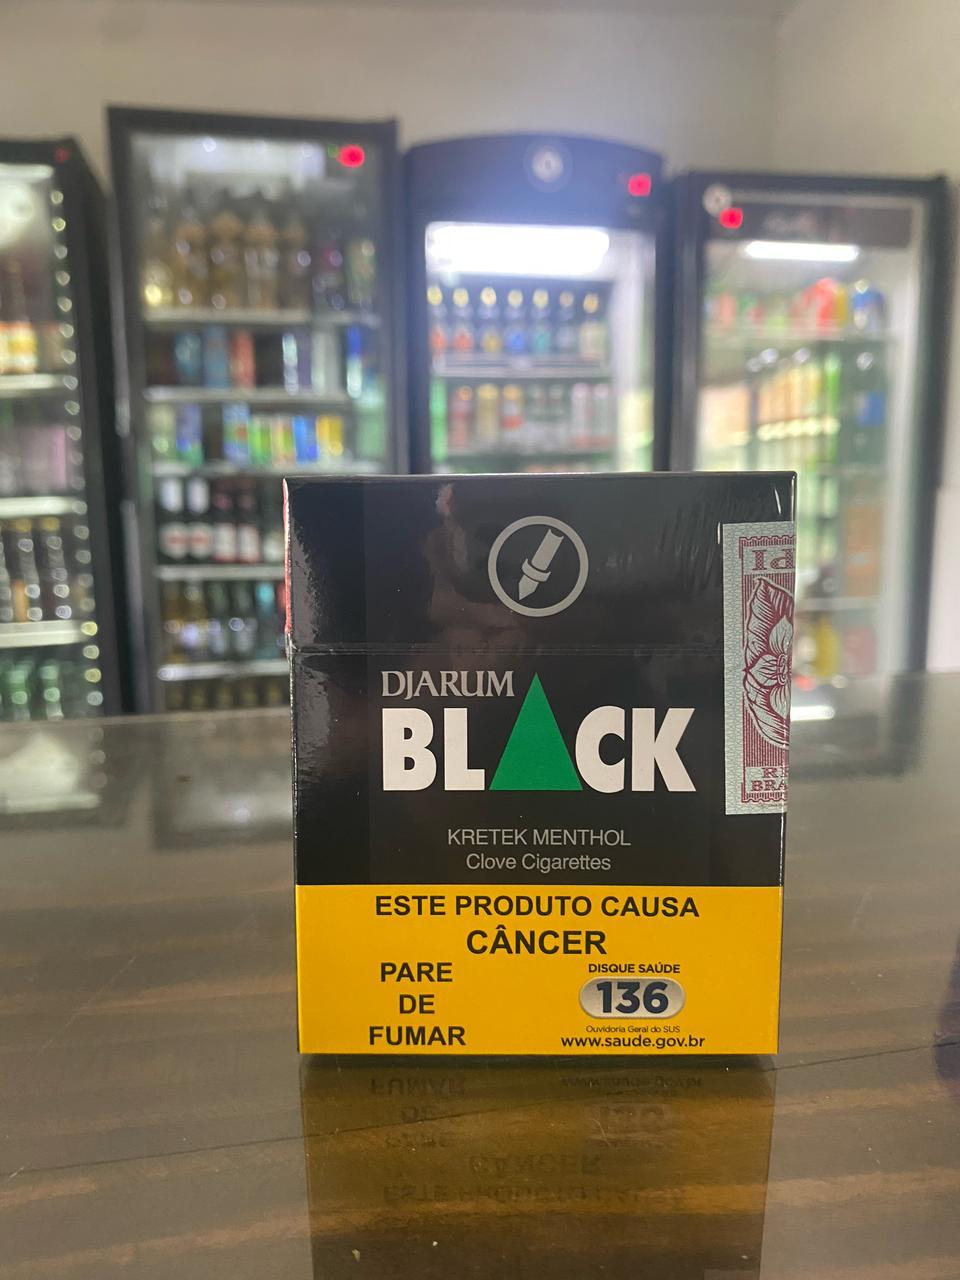 DJARUM
BLACK
KRETEK MENTHOL
Clove Cigarettes
ESTE PRODUTO CAUSA
CÂNCER
PARE
DE
FUMAR
DISQUE SAÚDE
136
Ouvidoria Geral do SUS
www.saude.gov.br
IPI